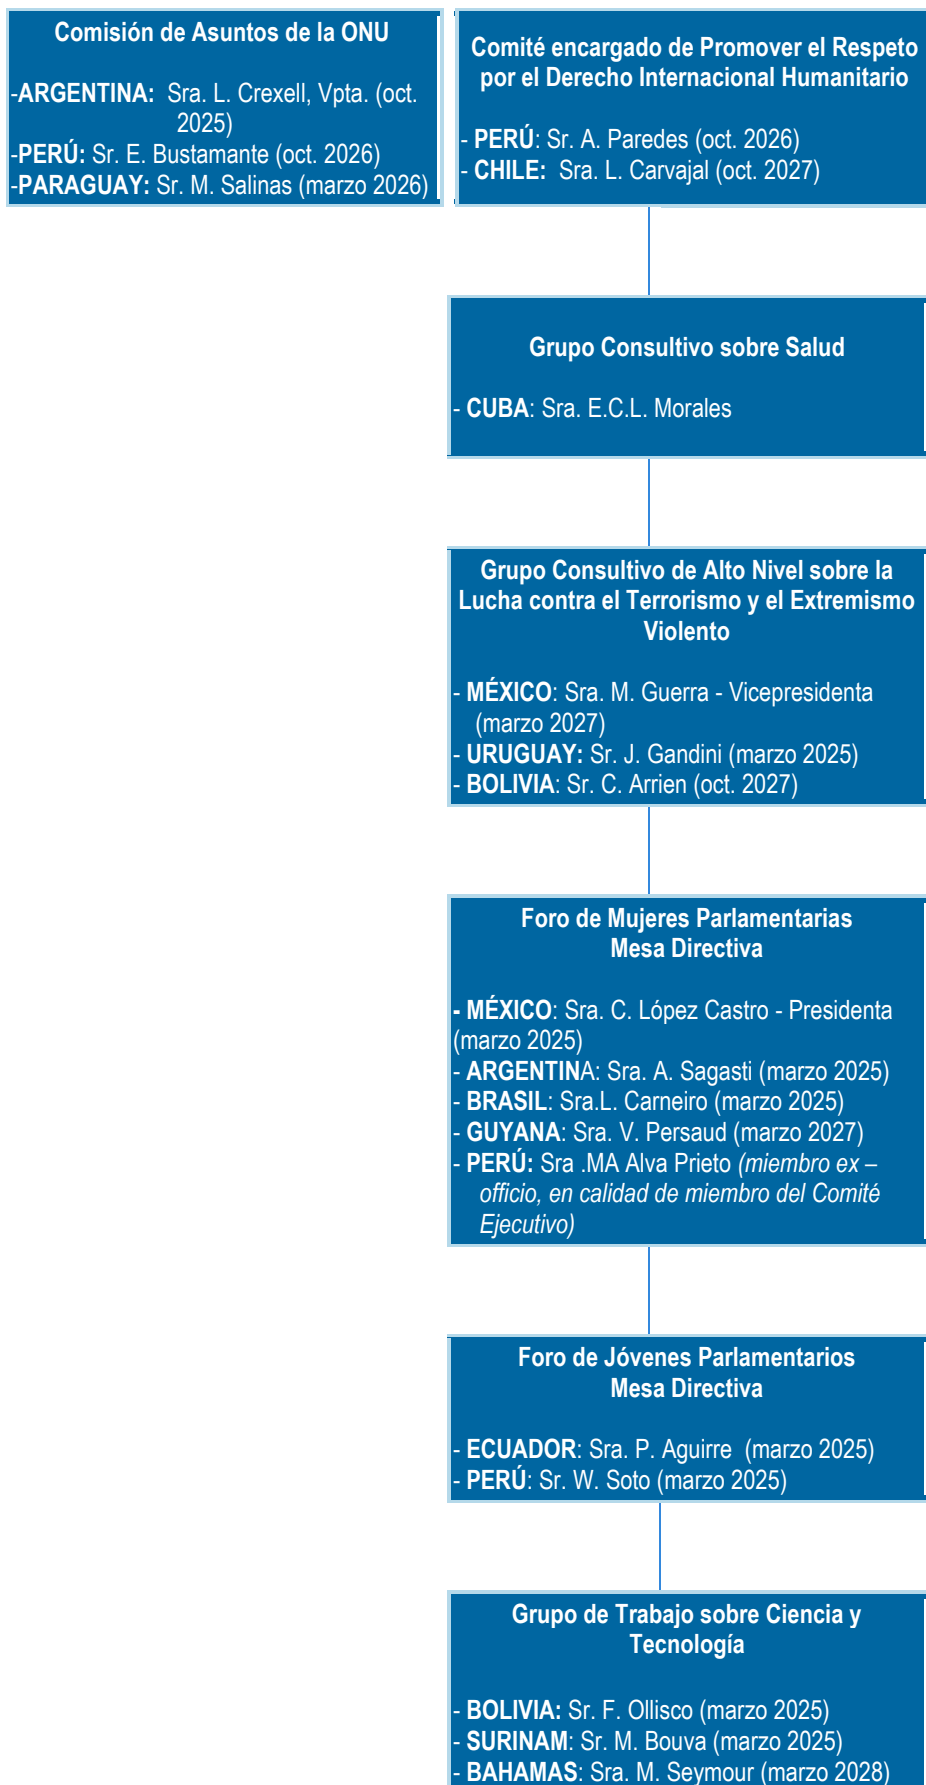 Comisión de Asuntos de la ONU
-ARGENTINA: Sra. L. Crexell, Vpta. (oct.
2025)
-PERÚ: Sr. E. Bustamante (oct. 2026)
-PARAGUAY: Sr. M. Salinas (marzo 2026)
Comité encargado de Promover el Respeto
por el Derecho Internacional Humanitario
- PERÚ: Sr. A. Paredes (oct. 2026)
- CHILE: Sra. L. Carvajal (oct. 2027)
Grupo Consultivo sobre Salud
- CUBA: Sra. E.C.L. Morales
Grupo Consultivo de Alto Nivel sobre la
Lucha contra el Terrorismo y el Extremismo
Violento
- MÉXICO: Sra. M. Guerra - Vicepresidenta
(marzo 2027)
- URUGUAY: Sr. J. Gandini (marzo 2025)
- BOLIVIA: Sr. C. Arrien (oct. 2027)
Foro de Mujeres Parlamentarias
Mesa Directiva
- MÉXICO: Sra. C. López Castro - Presidenta
(marzo 2025)
- ARGENTINA: Sra. A. Sagasti (marzo 2025)
- BRASIL: Sra.L. Carneiro (marzo 2025)
- GUYANA: Sra. V. Persaud (marzo 2027)
- PERÚ: Sra .MA Alva Prieto (miembro ex –
officio, en calidad de miembro del Comité
Ejecutivo)
Foro de Jóvenes Parlamentarios
Mesa Directiva
- ECUADOR: Sra. P. Aguirre (marzo 2025)
- PERÚ: Sr. W. Soto (marzo 2025)
Grupo de Trabajo sobre Ciencia y
Tecnología
- BOLIVIA: Sr. F. Ollisco (marzo 2025)
- SURINAM: Sr. M. Bouva (marzo 2025)
- BAHAMAS: Sra. M. Seymour (marzo 2028)